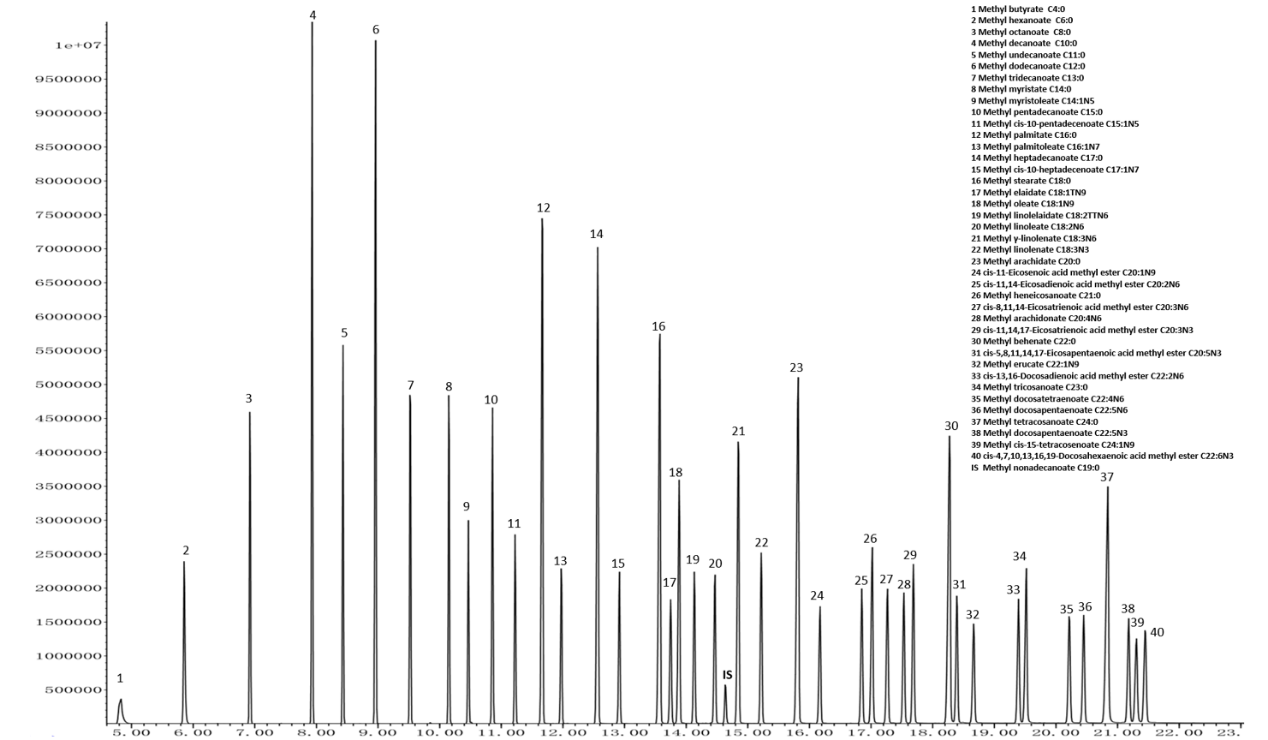 1 Methyl butyrate C4:0
2 Methyl hexanoate C6:0
3 Methyl octanoate C8:0
4 Methyl decanoate C10:0
5 Methyl undecanoate C11:0
6 Methyl dodecanoate C12:0
7 Methyl tridecanoate C13:0
8 Methyl myristate C14:0
9 Methyl myristoleate C14:1N5
10 Methyl pentadecanoate C15:0
11 Methyl cis-10-pentadecenoate C15:1N5
12 Methyl palmitate C16:0
13 Methyl palmitoleate C16:1N7
14 Methyl heptadecanoate C17:0
15 Methyl cis-10-heptadecenoate C17:1N7
16 Methyl stearate C18:0
17 Methyl elaidate C18:1TN9
18 Methyl oleate C18:1N9
19 Methyl linolelaidate C18:2TTN6
20 Methyl linoleate C18:2N6
21 Methyl γ-linolenate C18:3N6
22 Methyl linolenate C18:3N3
23 Methyl arachidate C20:0
24 cis-11-Eicosenoic acid methyl ester C20:1N9
25 cis-11,14-Eicosadienoic acid methyl ester C20:2N6
26 Methyl heneicosanoate C21:0
27 cis-8,11,14-Eicosatrienoic acid methyl ester C20:3N6
28 Methyl arachidonate C20:4N6
29 cis-11,14,17-Eicosatrienoic acid methyl ester C20:3N3
30 Methyl behenate C22:0
31 cis-5,8,11,14,17-Eicosapentaenoic acid methyl ester C20:5N3
32 Methyl erucate C22:1N9
33 cis-13,16-Docosadienoic acid methyl ester C22:2N6
34 Methyl tricosanoate C23:0
35 Methyl docosatetraenoate C22:4N6
36 Methyl docosapentaenoate C22:5N6
37 Methyl tetracosanoate C24:0
38 Methyl docosapentaenoate C22:5N3
39 Methyl cis-15-tetracosenoate C24:1N9
40 cis-4,7,10,13,16,19-Docosahexaenoic acid methyl ester C22:6N3
IS Methyl nonadecanoate C19:0
1e+07
9500000
9000000
8500000
8000000
7500000
7000000
6500000
6000000
5500000
5000000
4500000
4000000
3500000
3000000
2500000
2000000
1500000
1000000
500000
1
2
3
4
5
6
7
8
9
10
11
12
13
14
15
16
17
18
19
20
IS
21
22
23
24
25
26
27
28
29
30
31
32
33
34
35
36
37
38
39
40
5.00 6.00 7.00 8.00 9.00 10.00 11.00 12.00 13.00 14.00 15.00 16.00 17.00 18.00 19.00 20.00 21.00 22.00 23.